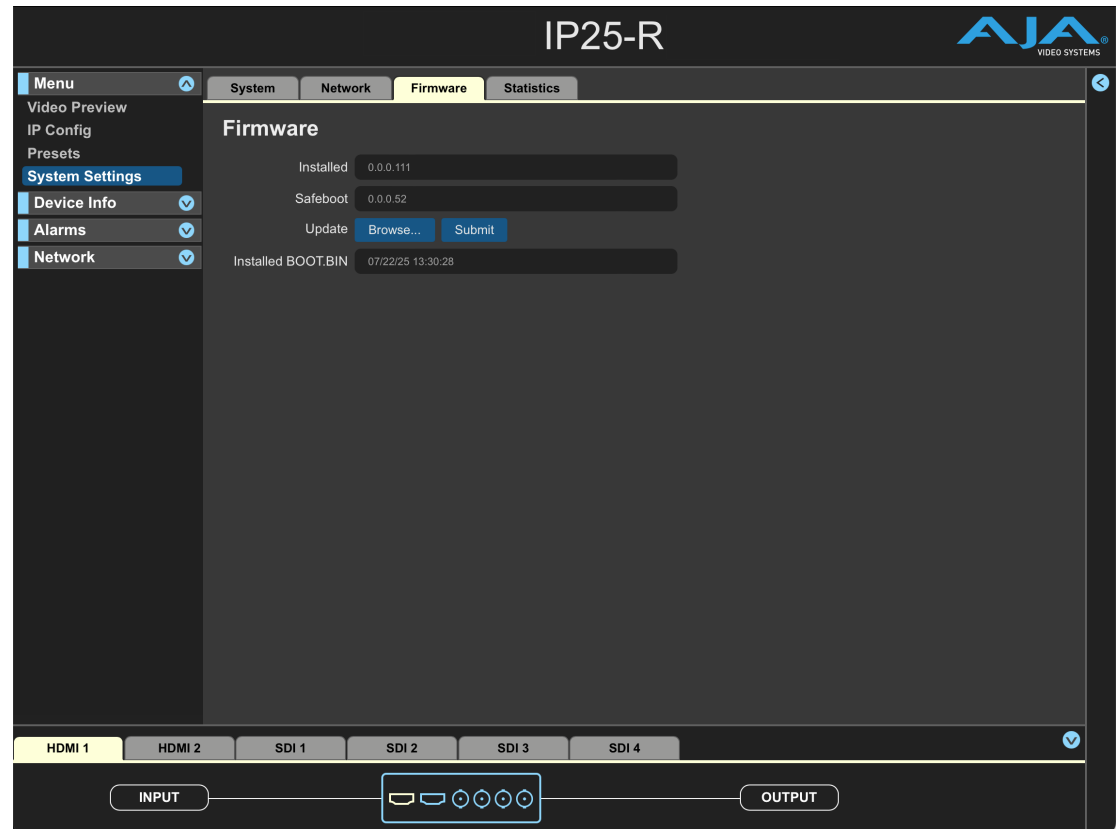 IP25-R
AJA
VIDEO SYSTEMS
®
Menu
Video Preview
IP Config
Presets
System Settings
Device Info
Alarms
Network
System Network Firmware Statistics
Firmware
Installed 0.0.0.111
Safeboot 0.0.0.52
Update Browse... Submit
Installed BOOT.BIN 07/22/25 13:30:28
HDMI 1 HDMI 2 SDI 1 SDI 2 SDI 3 SDI 4
INPUT OUTPUT